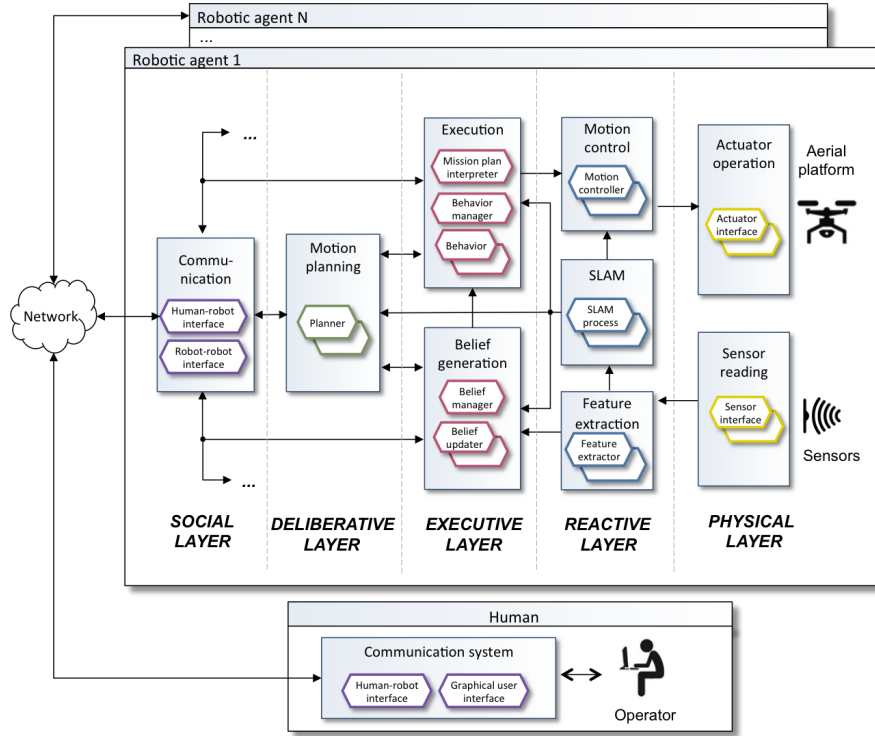 Robotic agent N
...
Robotic agent 1
...
Execution
Mission plan
interpreter
Behavior
manager
Behavior
Motion
control
Motion
controller
Actuator
operation
Actuator
interface
Aerial
platform
Commu-
nication
Human-robot
interface
Robot-robot
interface
Motion
planning
Planner
SLAM
SLAM
process
Network
Belief
generation
Belief
manager
Belief
updater
Feature
extraction
Feature
extractor
Sensor
reading
Sensor
interface
Sensors
...
SOCIAL
LAYER
DELIBERATIVE
LAYER
EXECUTIVE
LAYER
REACTIVE
LAYER
PHYSICAL
LAYER
Human
Communication system
Human-robot
interface
Graphical user
interface
Operator